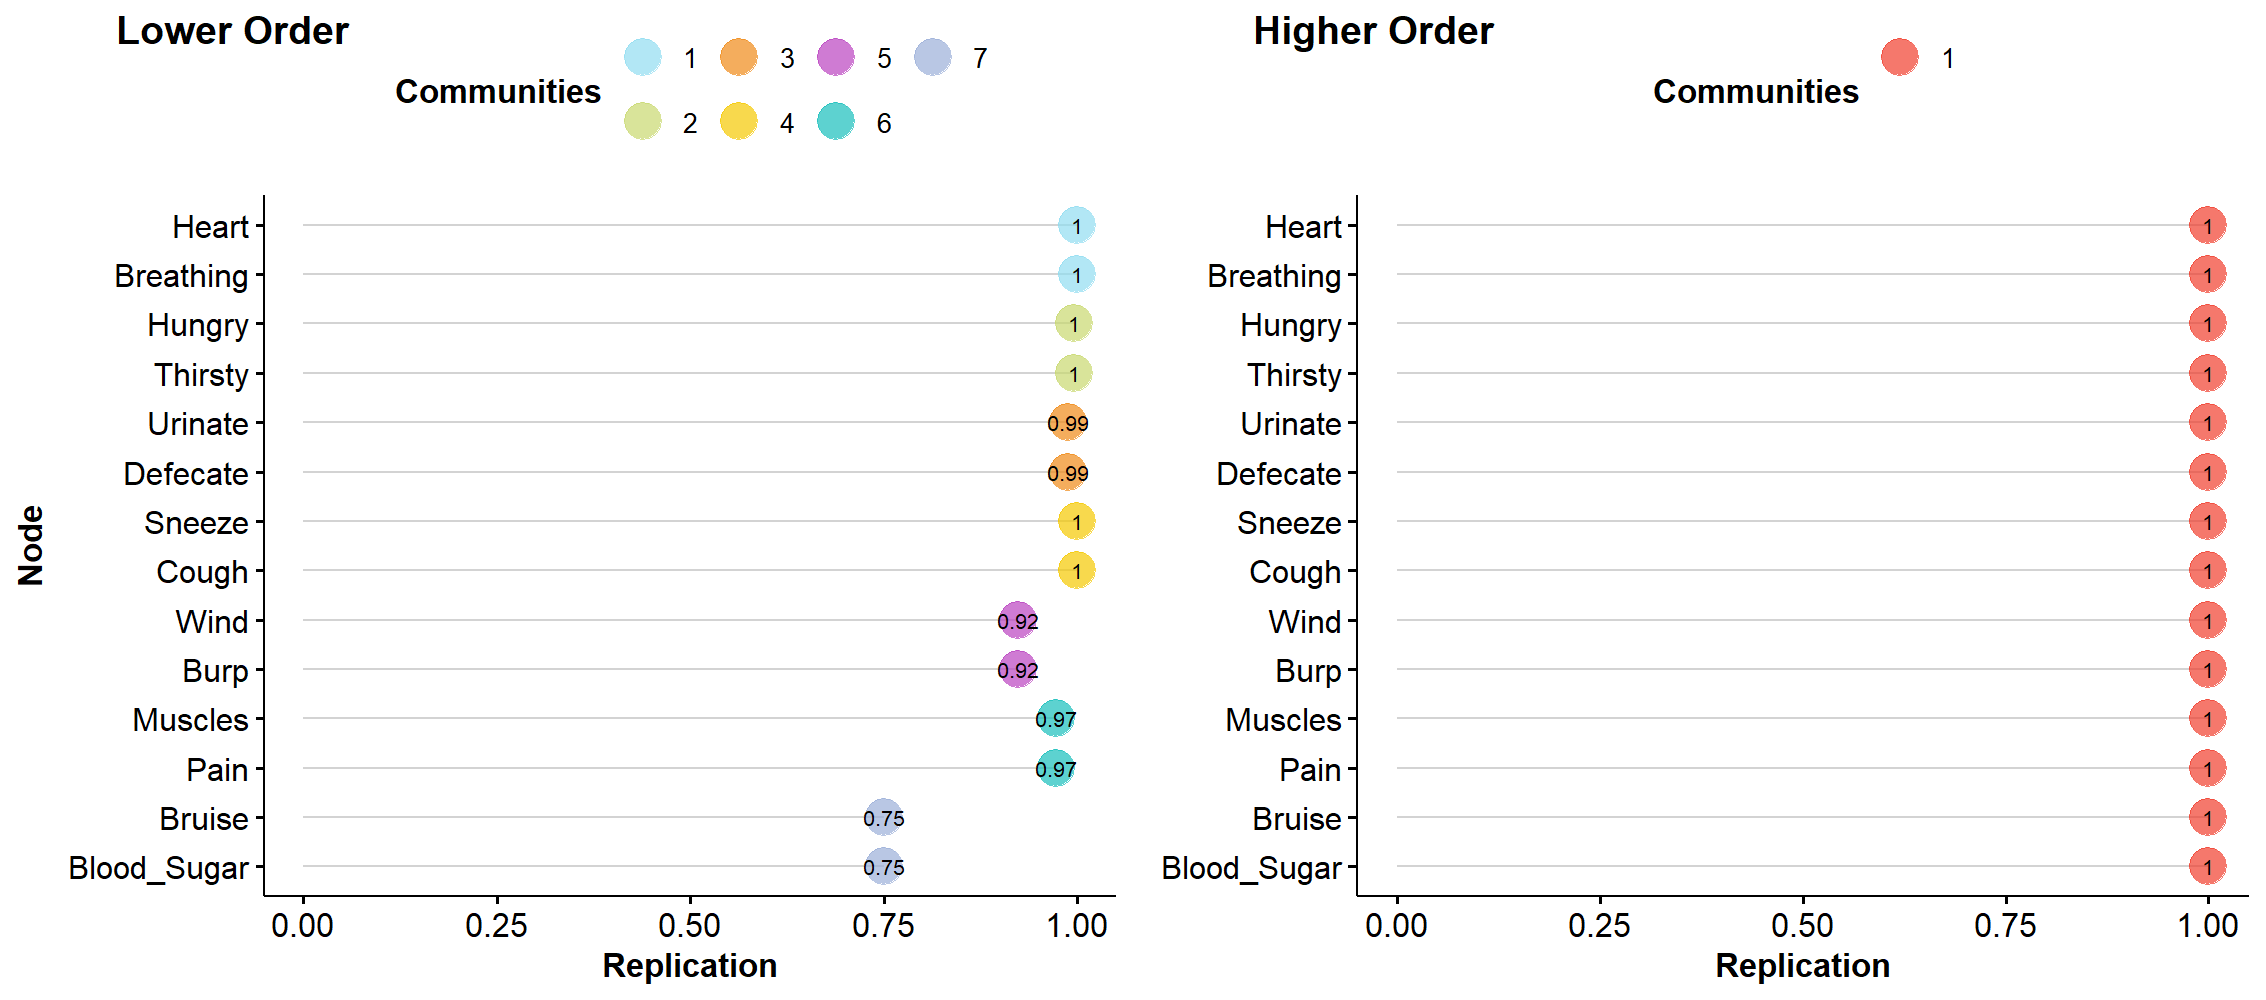 Lower Order
Communities
1 3 5 7
2 4 6
Node
Heart 1
Breathing 1
Hungry 1
Thirsty 1
Urinate 0.99
Defecate 0.99
Sneeze 1
Cough 1
Wind 0.92
Burp 0.92
Muscles 0.97
Pain 0.97
Bruise 0.75
Blood_Sugar 0.75
0.00 0.25 0.50 0.75 1.00
Replication
Higher Order
Communities
1
Heart 1
Breathing 1
Hungry 1
Thirsty 1
Urinate 1
Defecate 1
Sneeze 1
Cough 1
Wind 1
Burp 1
Muscles 1
Pain 1
Bruise 1
Blood_Sugar 1
0.00 0.25 0.50 0.75 1.00
Replication